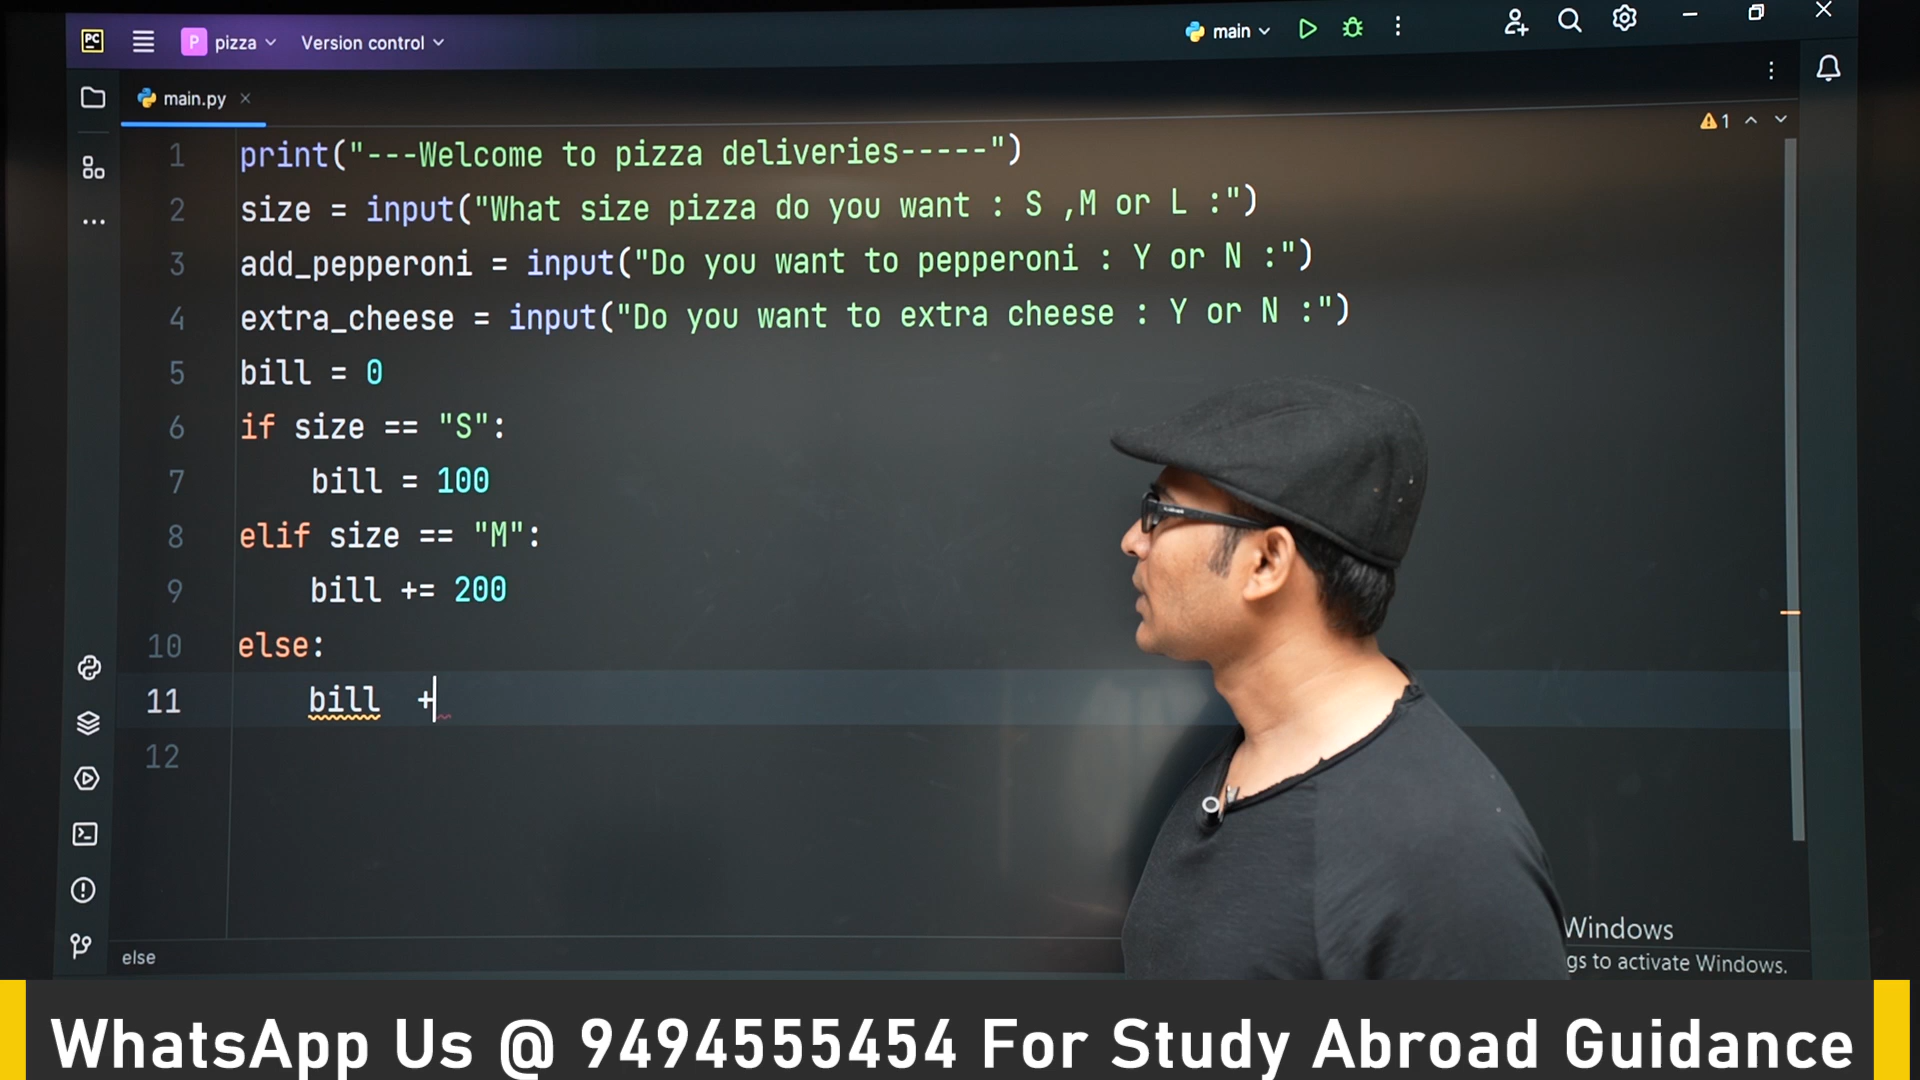 PC
P pizza
Version control
main
main.py
1
1 print("---Welcome to pizza deliveries-----")
2 size = input("What size pizza do you want : S ,M or L :")
3 add_pepperoni = input("Do you want to pepperoni : Y or N :")
4 extra_cheese = input("Do you want to extra cheese : Y or N :")
5 bill = 0
6 if size == "S":
7 bill = 100
8 elif size == "M":
9 bill += 200
10 else:
11 bill  +
12
else
Windows
gs to activate Windows.
WhatsApp Us @ 9494555454 For Study Abroad Guidance